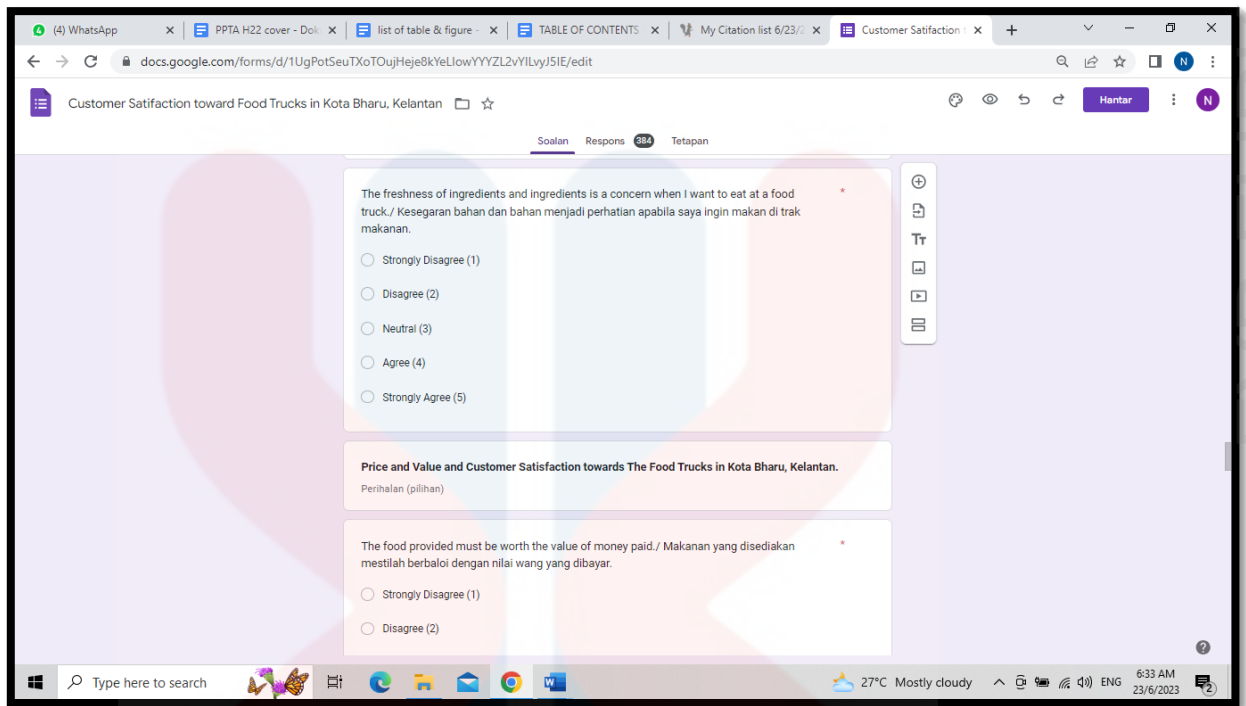 (4) WhatsApp
PPTA H22 cover - Dok
list of table & figure -
TABLE OF CONTENTS
My Citation list 6/23/2
Customer Satifaction t
docs.google.com/forms/d/1UgPotSeuTXoTOujHeje8kYeLIowYYYZL2vYILvyJ5IE/edit
N
Customer Satifaction toward Food Trucks in Kota Bharu, Kelantan
Hantar
N
Soalan Respons 384 Tetapan
The freshness of ingredients and ingredients is a concern when I want to eat at a food *
truck./ Kesegaran bahan dan bahan menjadi perhatian apabila saya ingin makan di trak
makanan.
Strongly Disagree (1)
Disagree (2)
Neutral (3)
Agree (4)
Strongly Agree (5)
Price and Value and Customer Satisfaction towards The Food Trucks in Kota Bharu, Kelantan.
Perihalan (pilihan)
The food provided must be worth the value of money paid./ Makanan yang disediakan *
mestilah berbaloi dengan nilai wang yang dibayar.
Strongly Disagree (1)
Disagree (2)
Type here to search
27°C Mostly cloudy
ENG
6:33 AM
23/6/2023
2